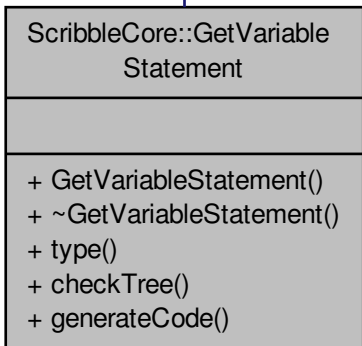 ScribbleCore::GetVariable
Statement
+ GetVariableStatement()
+ ~GetVariableStatement()
+ type()
+ checkTree()
+ generateCode()